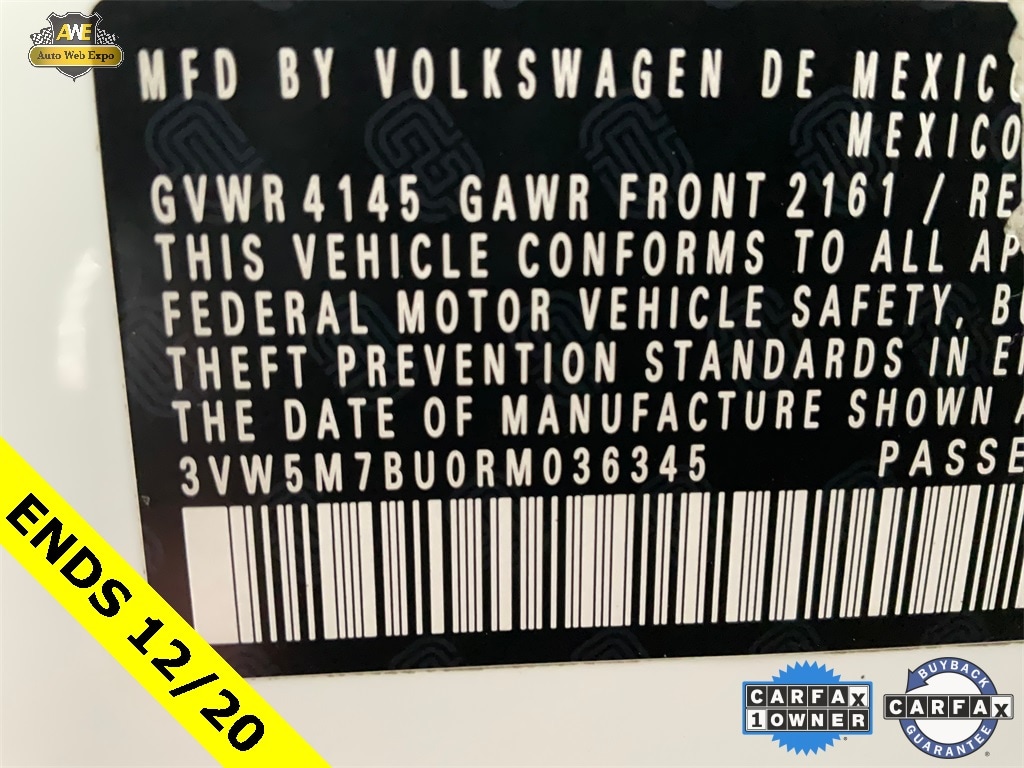 AWE
Auto Web Expo
MFD BY VOLKSWAGEN DE MEXICO
MEXICO
GVWR 4145 GAWR FRONT 2161 / RE
THIS VEHICLE CONFORMS TO ALL AP
FEDERAL MOTOR VEHICLE SAFETY, B
THEFT PREVENTION STANDARDS IN E
THE DATE OF MANUFACTURE SHOWN A
3VW5M7BU0RM036345 PASSE
ENDS 12/20
CARFAX
1 OWNER
BUYBACK
CARFAX
GUARANTEE